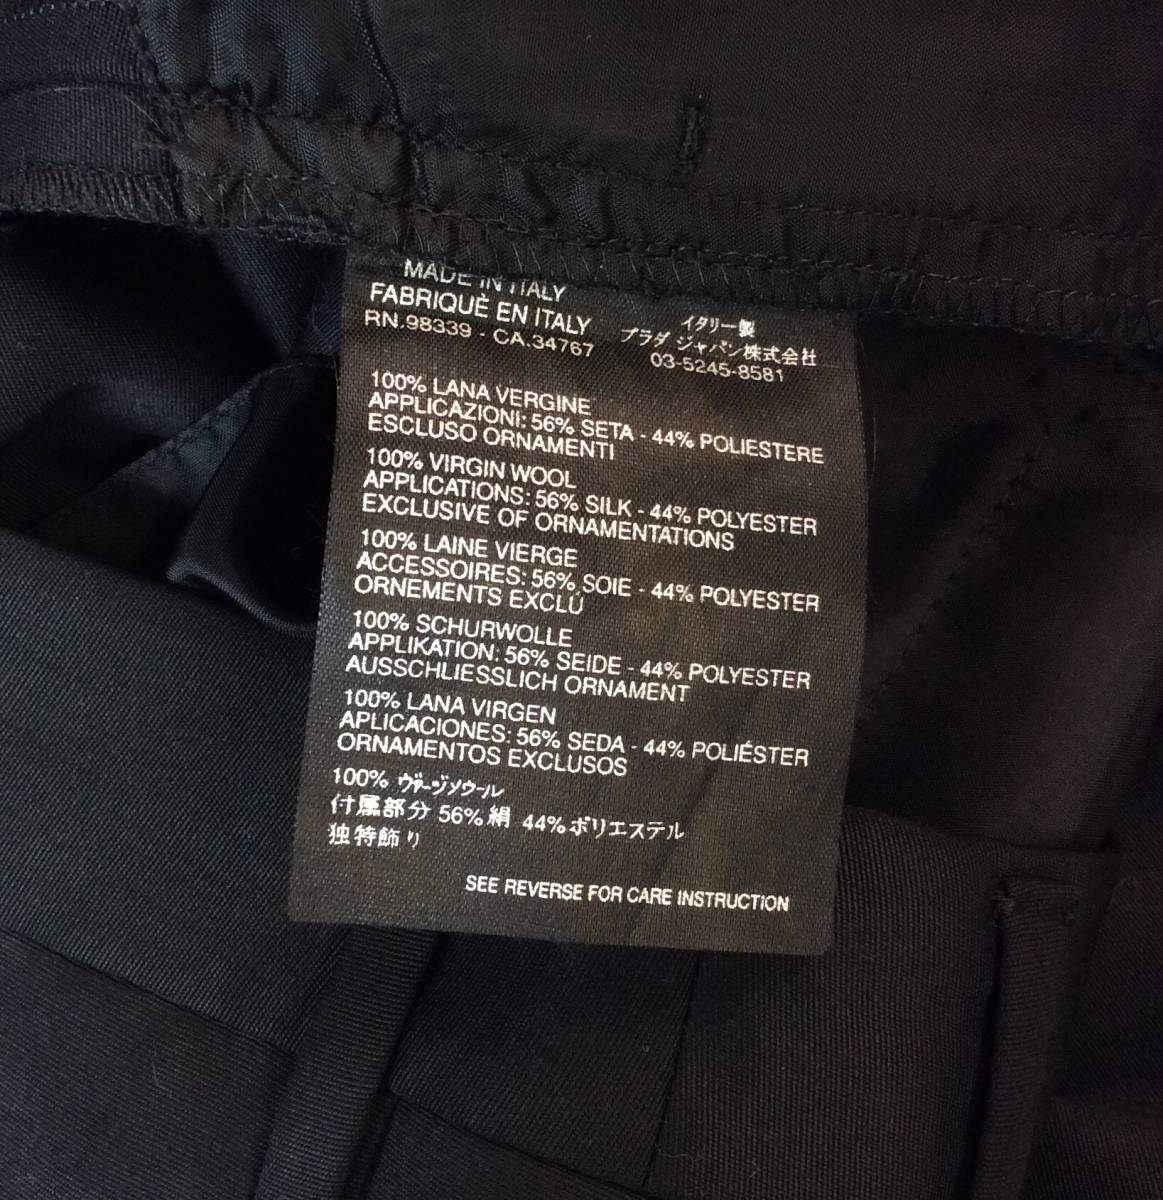 MADE IN ITALY
FABRIQUÈ EN ITALY
RN.98339 - CA.34767
イタリー製
プラダ ジャパン株式会社
03-5245-8581
100% LANA VERGINE
APPLICAZIONI: 56% SETA - 44% POLIESTERE
ESCLUSO ORNAMENTI
100% VIRGIN WOOL
APPLICATIONS: 56% SILK - 44% POLYESTER
EXCLUSIVE OF ORNAMENTATIONS
100% LAINE VIERGE
ACCESSOIRES: 56% SOIE - 44% POLYESTER
ORNEMENTS EXCLÚ
100% SCHURWOLLE
APPLIKATION: 56% SEIDE - 44% POLYESTER
AUSSCHLIESSLICH ORNAMENT
100% LANA VIRGEN
APLICACIONES: 56% SEDA - 44% POLIÉSTER
ORNAMENTOS EXCLUSOS
100% ヴァージンウール
付属部分 56% 絹 44% ポリエステル
独特飾り
SEE REVERSE FOR CARE INSTRUCTION